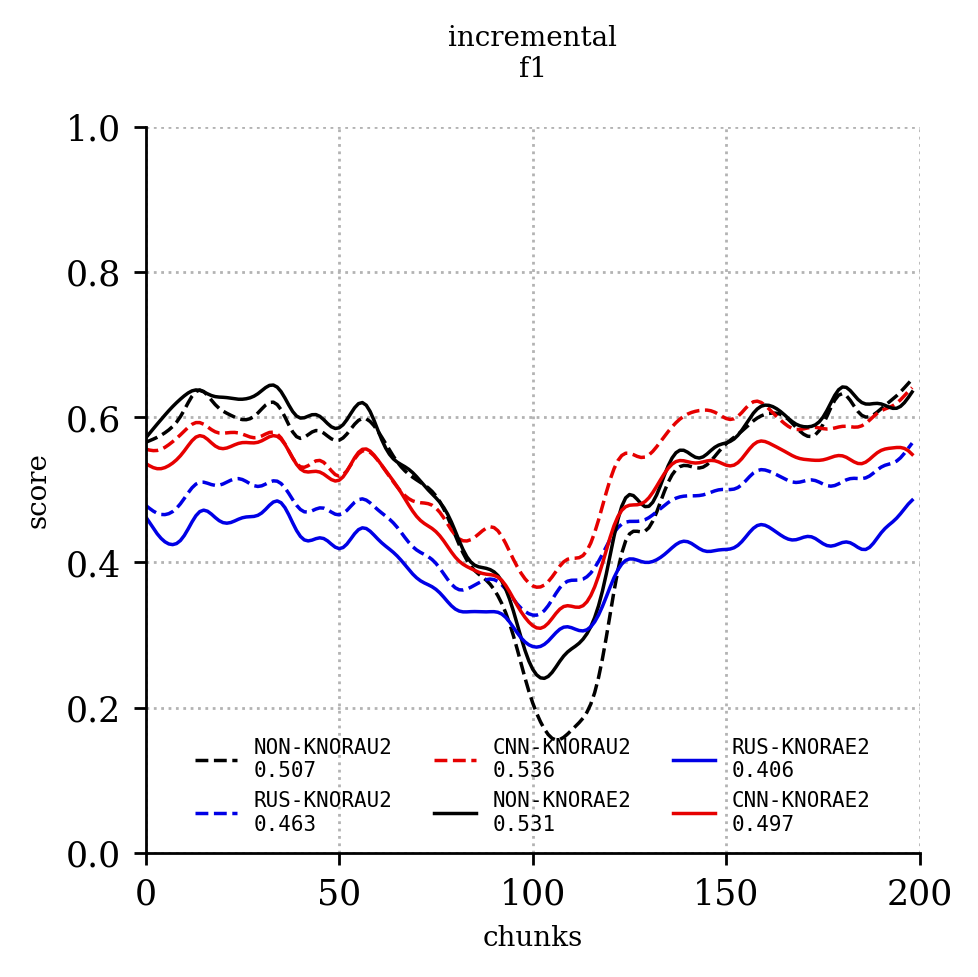 incremental
f1
1.0
0.8
0.6
0.4
0.2
0.0
score
NON-KNORAU2
0.507
RUS-KNORAU2
0.463
CNN-KNORAU2
0.536
NON-KNORAE2
0.531
RUS-KNORAE2
0.406
CNN-KNORAE2
0.497
0 50 100 150 200
chunks